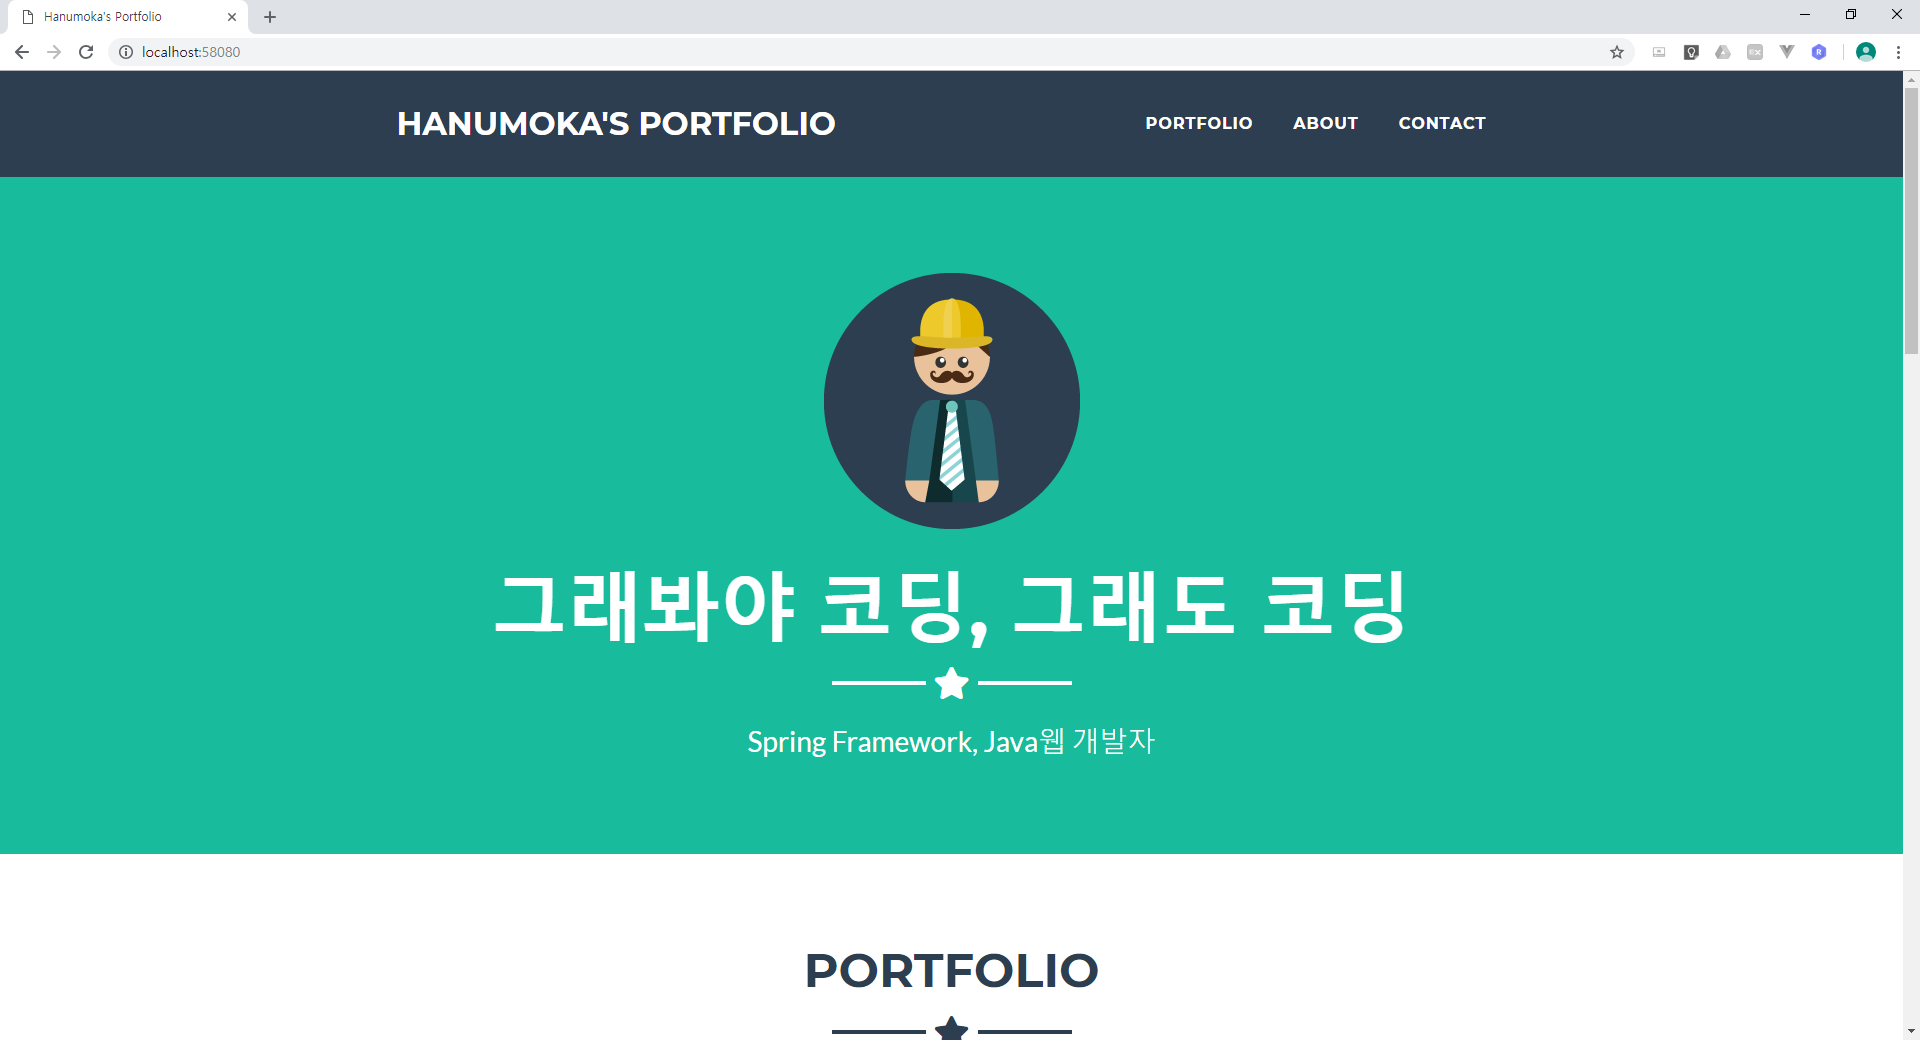 Hanumoka's Portfolio
localhost:58080
HANUMOKA'S PORTFOLIO
PORTFOLIO ABOUT CONTACT
그래봐야 코딩, 그래도 코딩
Spring Framework, Java웹 개발자
PORTFOLIO